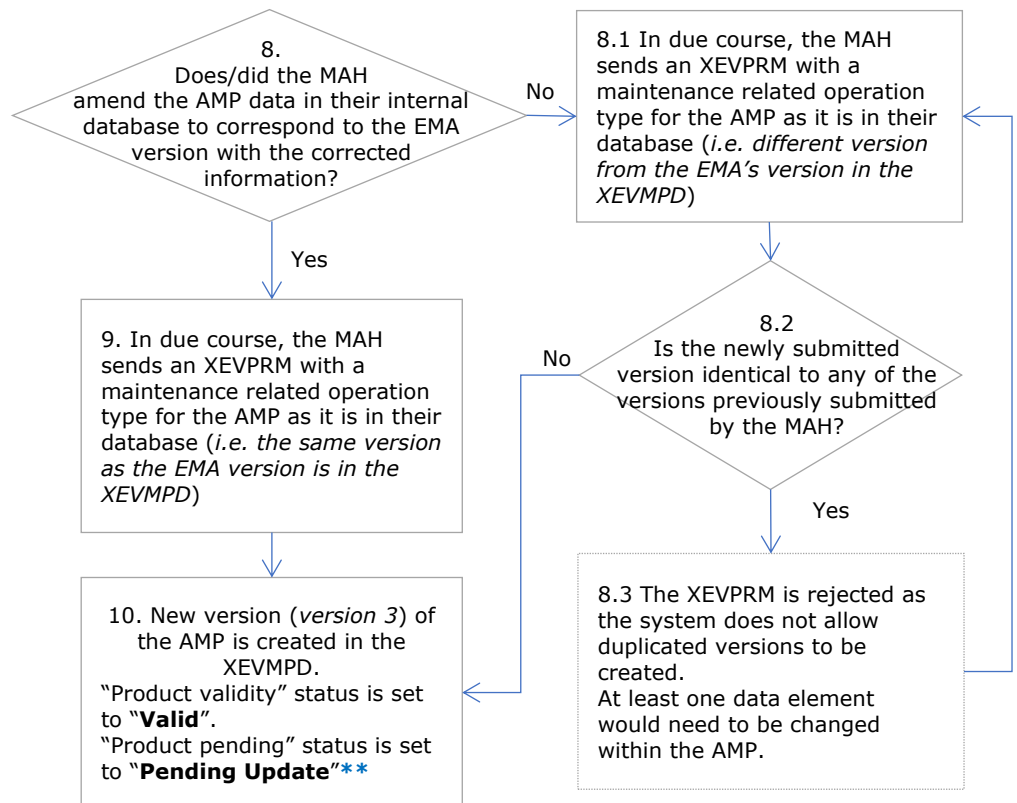 8.
Does/did the MAH
amend the AMP data in their internal
database to correspond to the EMA
version with the corrected
information?
No
8.1 In due course, the MAH
sends an XEVPRM with a
maintenance related operation
type for the AMP as it is in their
database (i.e. different version
from the EMA’s version in the
XEVMPD)
Yes
9. In due course, the MAH
sends an XEVPRM with a
maintenance related operation
type for the AMP as it is in their
database (i.e. the same version
as the EMA version is in the
XEVMPD)
No
8.2
Is the newly submitted
version identical to any of the
versions previously submitted
by the MAH?
Yes
10. New version (version 3) of
the AMP is created in the
XEVMPD.
“Product validity” status is set
to “Valid”.
“Product pending” status is set
to “Pending Update”**
8.3 The XEVPRM is rejected as
the system does not allow
duplicated versions to be
created.
At least one data element
would need to be changed
within the AMP.